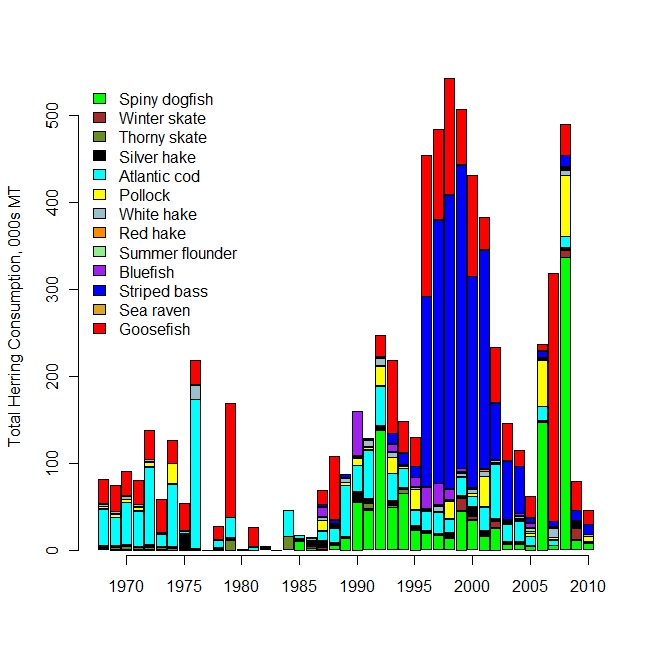 Total Herring Consumption, 000s MT
500
400
300
200
100
0
Spiny dogfish
Winter skate
Thorny skate
Silver hake
Atlantic cod
Pollock
White hake
Red hake
Summer flounder
Bluefish
Striped bass
Sea raven
Goosefish
1970 1975 1980 1985 1990 1995 2000 2005 2010